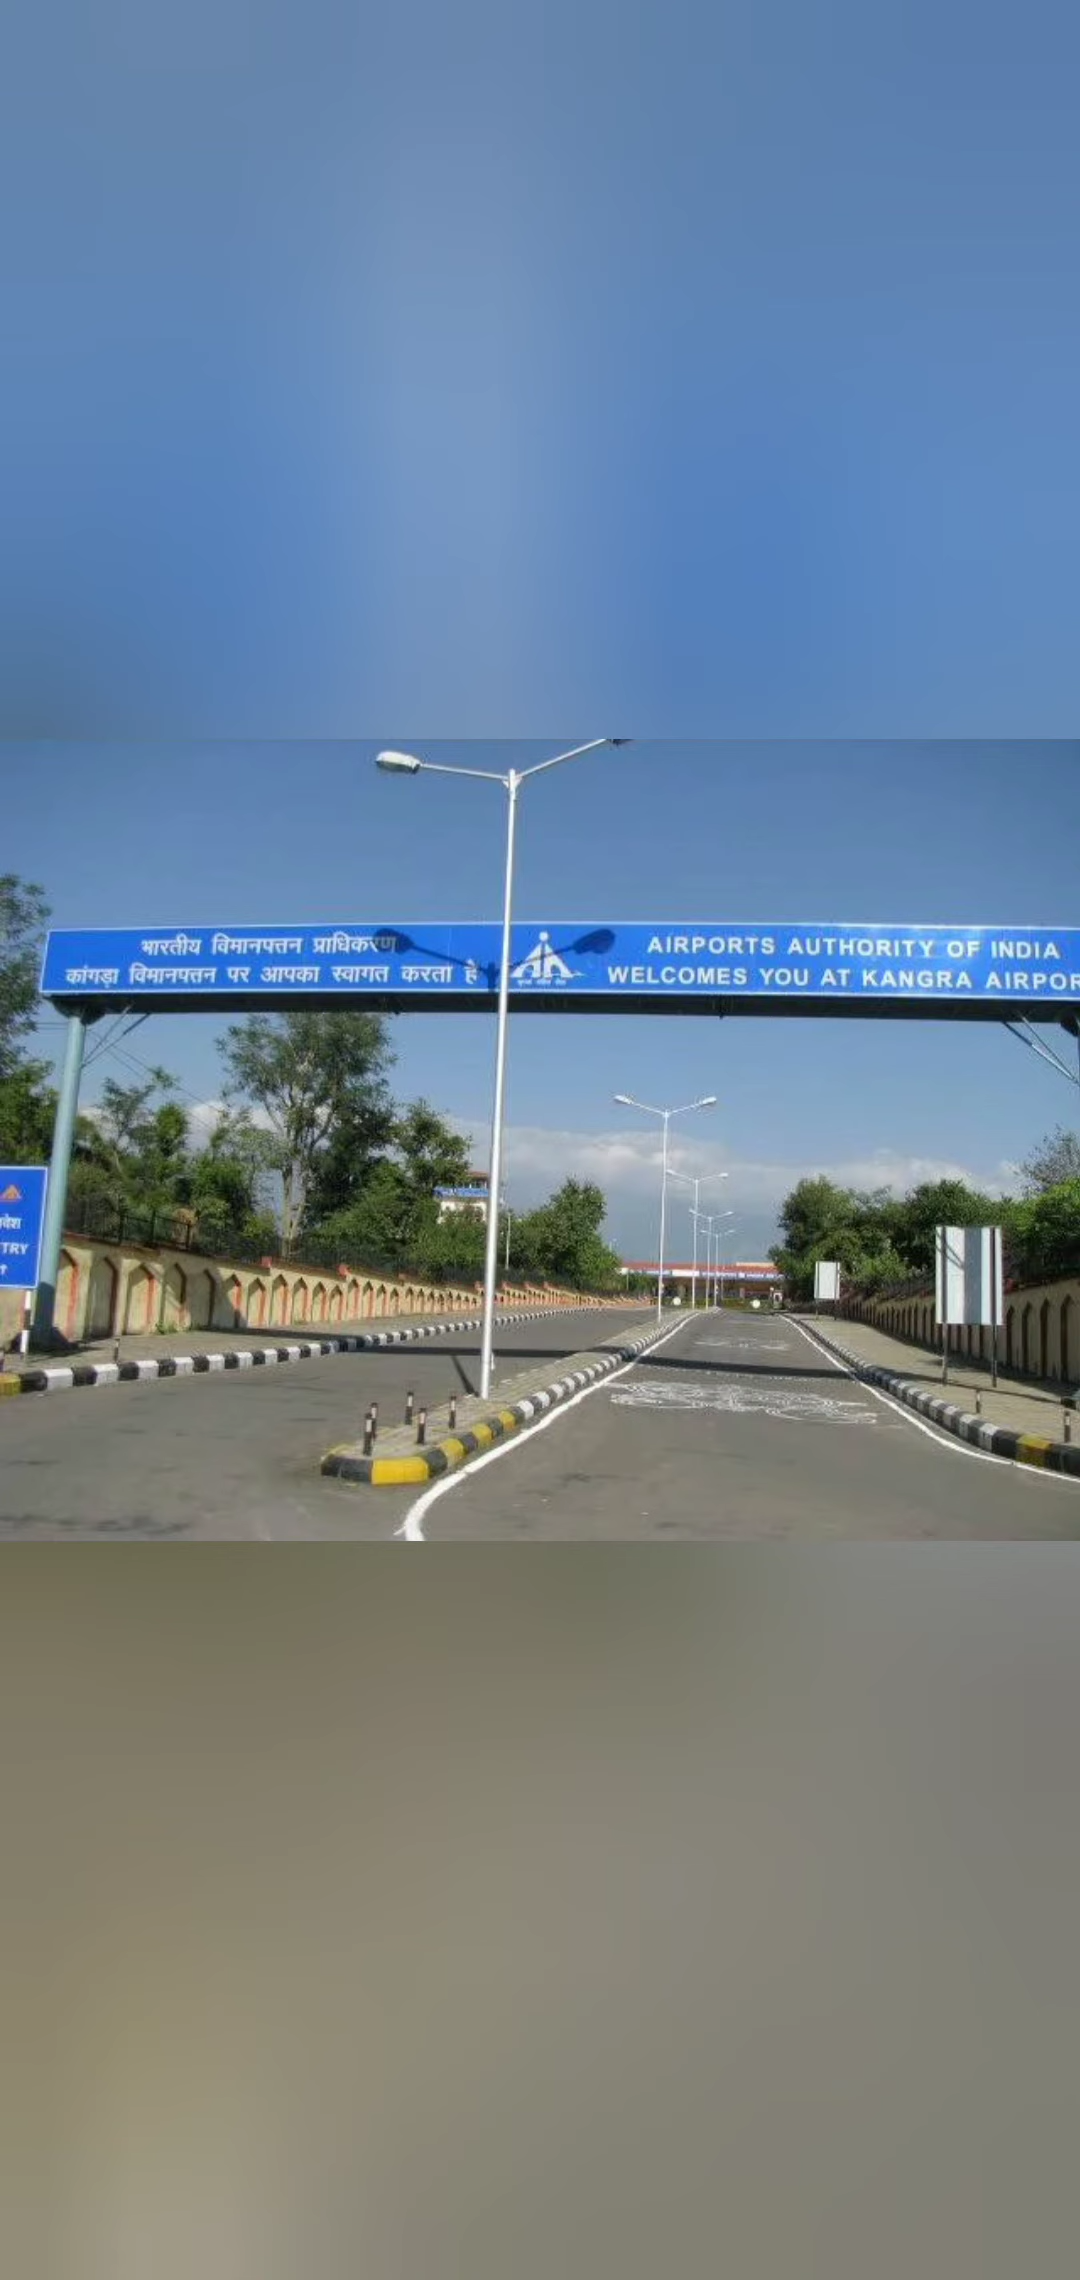 भारतीय विमानपत्तन प्राधिकरण
कांगड़ा विमानपत्तन पर आपका स्वागत करता है
AIRPORTS AUTHORITY OF INDIA
WELCOMES YOU AT KANGRA AIRPOR
TRY